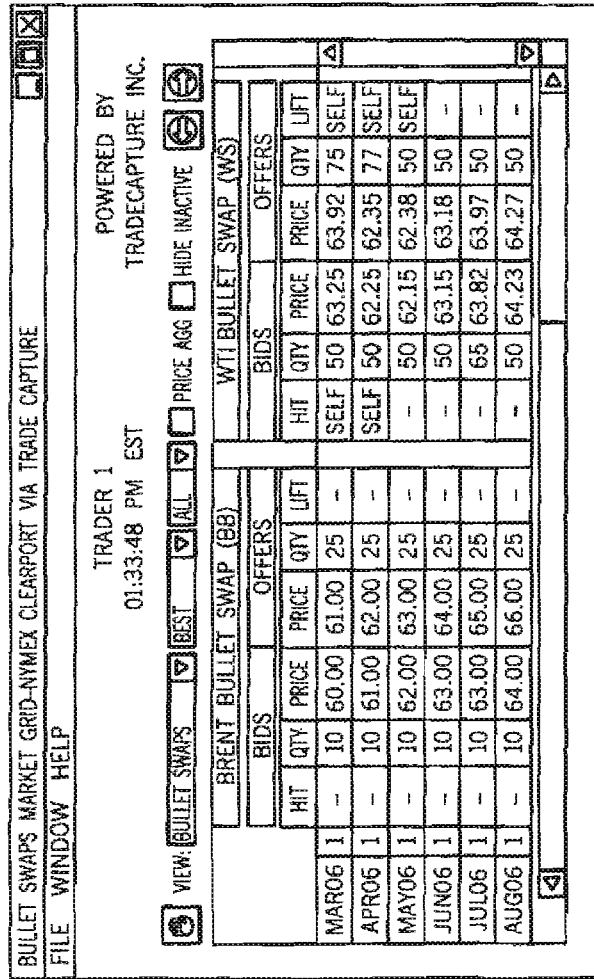 BULLET SWAPS MARKET GRID-NYMEX CLEARPORT VIA TRADE CAPTURE
FILE WINDOW HELP
TRADER 1 POWERED BY
01:33:48 PM EST TRADECAPTURE INC.
VIEW: BULLET SWAPS BEST ALL PRICE AGG HIDE INACTIVE
BRENT BULLET SWAP (BB) WTI BULLET SWAP (WS)
BIDS OFFERS BIDS OFFERS
HIT QTY PRICE PRICE QTY LIFT HIT QTY PRICE PRICE QTY LIFT
MAR06 1 - 10 60.00 61.00 25 - SELF 50 63.25 63.92 75 SELF
APR06 1 - 10 61.00 62.00 25 - SELF 50 62.25 62.35 77 SELF
MAY06 1 - 10 62.00 63.00 25 - - 50 62.15 62.38 50 SELF
JUN06 1 - 10 63.00 64.00 25 - - 50 63.15 63.18 50 -
JUL06 1 - 10 63.00 65.00 25 - - 65 63.82 63.97 50 -
AUG06 1 - 10 64.00 66.00 25 - - 50 64.23 64.27 50 -